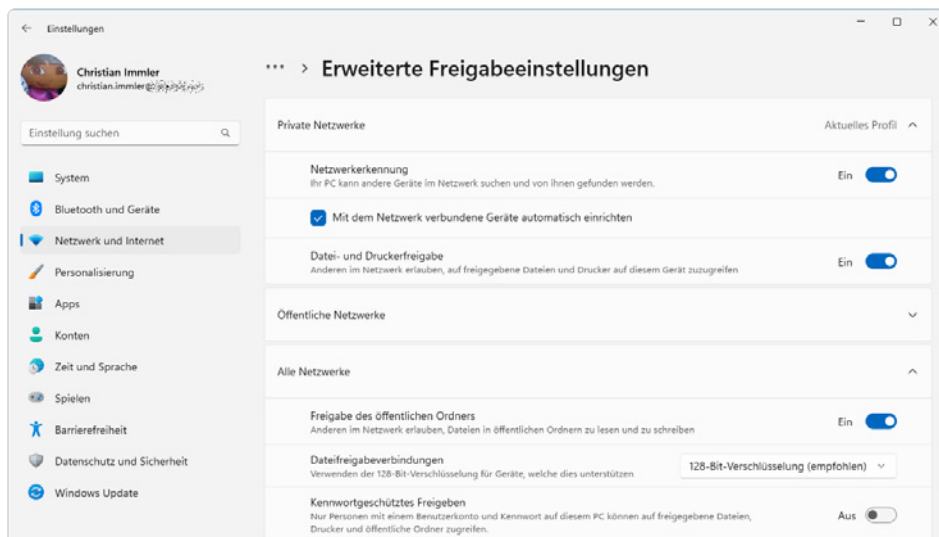 Einstellungen
Christian Immler
christian.immler
Einstellung suchen
System
Bluetooth und Geräte
Netzwerk und Internet
Personalisierung
Apps
Konten
Zeit und Sprache
Spielen
Barrierefreiheit
Datenschutz und Sicherheit
Windows Update
··· > Erweiterte Freigabeeinstellungen
Private Netzwerke Aktuelles Profil
Netzwerkerkennung
Ihr PC kann andere Geräte im Netzwerk suchen und von ihnen gefunden werden.
Ein
Mit dem Netzwerk verbundene Geräte automatisch einrichten
Datei- und Druckerfreigabe
Anderen im Netzwerk erlauben, auf freigegebene Dateien und Drucker auf diesem Gerät zuzugreifen
Ein
Öffentliche Netzwerke
Alle Netzwerke
Freigabe des öffentlichen Ordners
Anderen im Netzwerk erlauben, Dateien in öffentlichen Ordnern zu lesen und zu schreiben
Ein
Dateifreigabeverbindungen
Verwenden der 128-Bit-Verschlüsselung für Geräte, welche dies unterstützen
128-Bit-Verschlüsselung (empfohlen)
Kennwortgeschütztes Freigeben
Nur Personen mit einem Benutzerkonto und Kennwort auf diesem PC können auf freigegebene Dateien,
Drucker und öffentliche Ordner zugreifen.
Aus